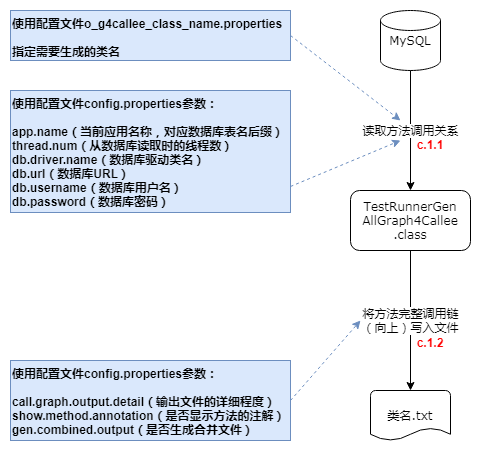 使用配置文件o_g4callee_class_name.properties
指定需要生成的类名
MySQL
使用配置文件config.properties参数：
app.name（当前应用名称，对应数据库表名后缀）
thread.num（从数据库读取时的线程数）
db.driver.name（数据库驱动类名）
db.url（数据库URL）
db.username（数据库用户名）
db.password（数据库密码）
读取方法调用关系
c.1.1
TestRunnerGen
AllGraph4Callee
.class
将方法完整调用链
（向上）写入文件
c.1.2
使用配置文件config.properties参数：
call.graph.output.detail（输出文件的详细程度）
show.method.annotation（是否显示方法的注解）
gen.combined.output（是否生成合并文件）
类名.txt